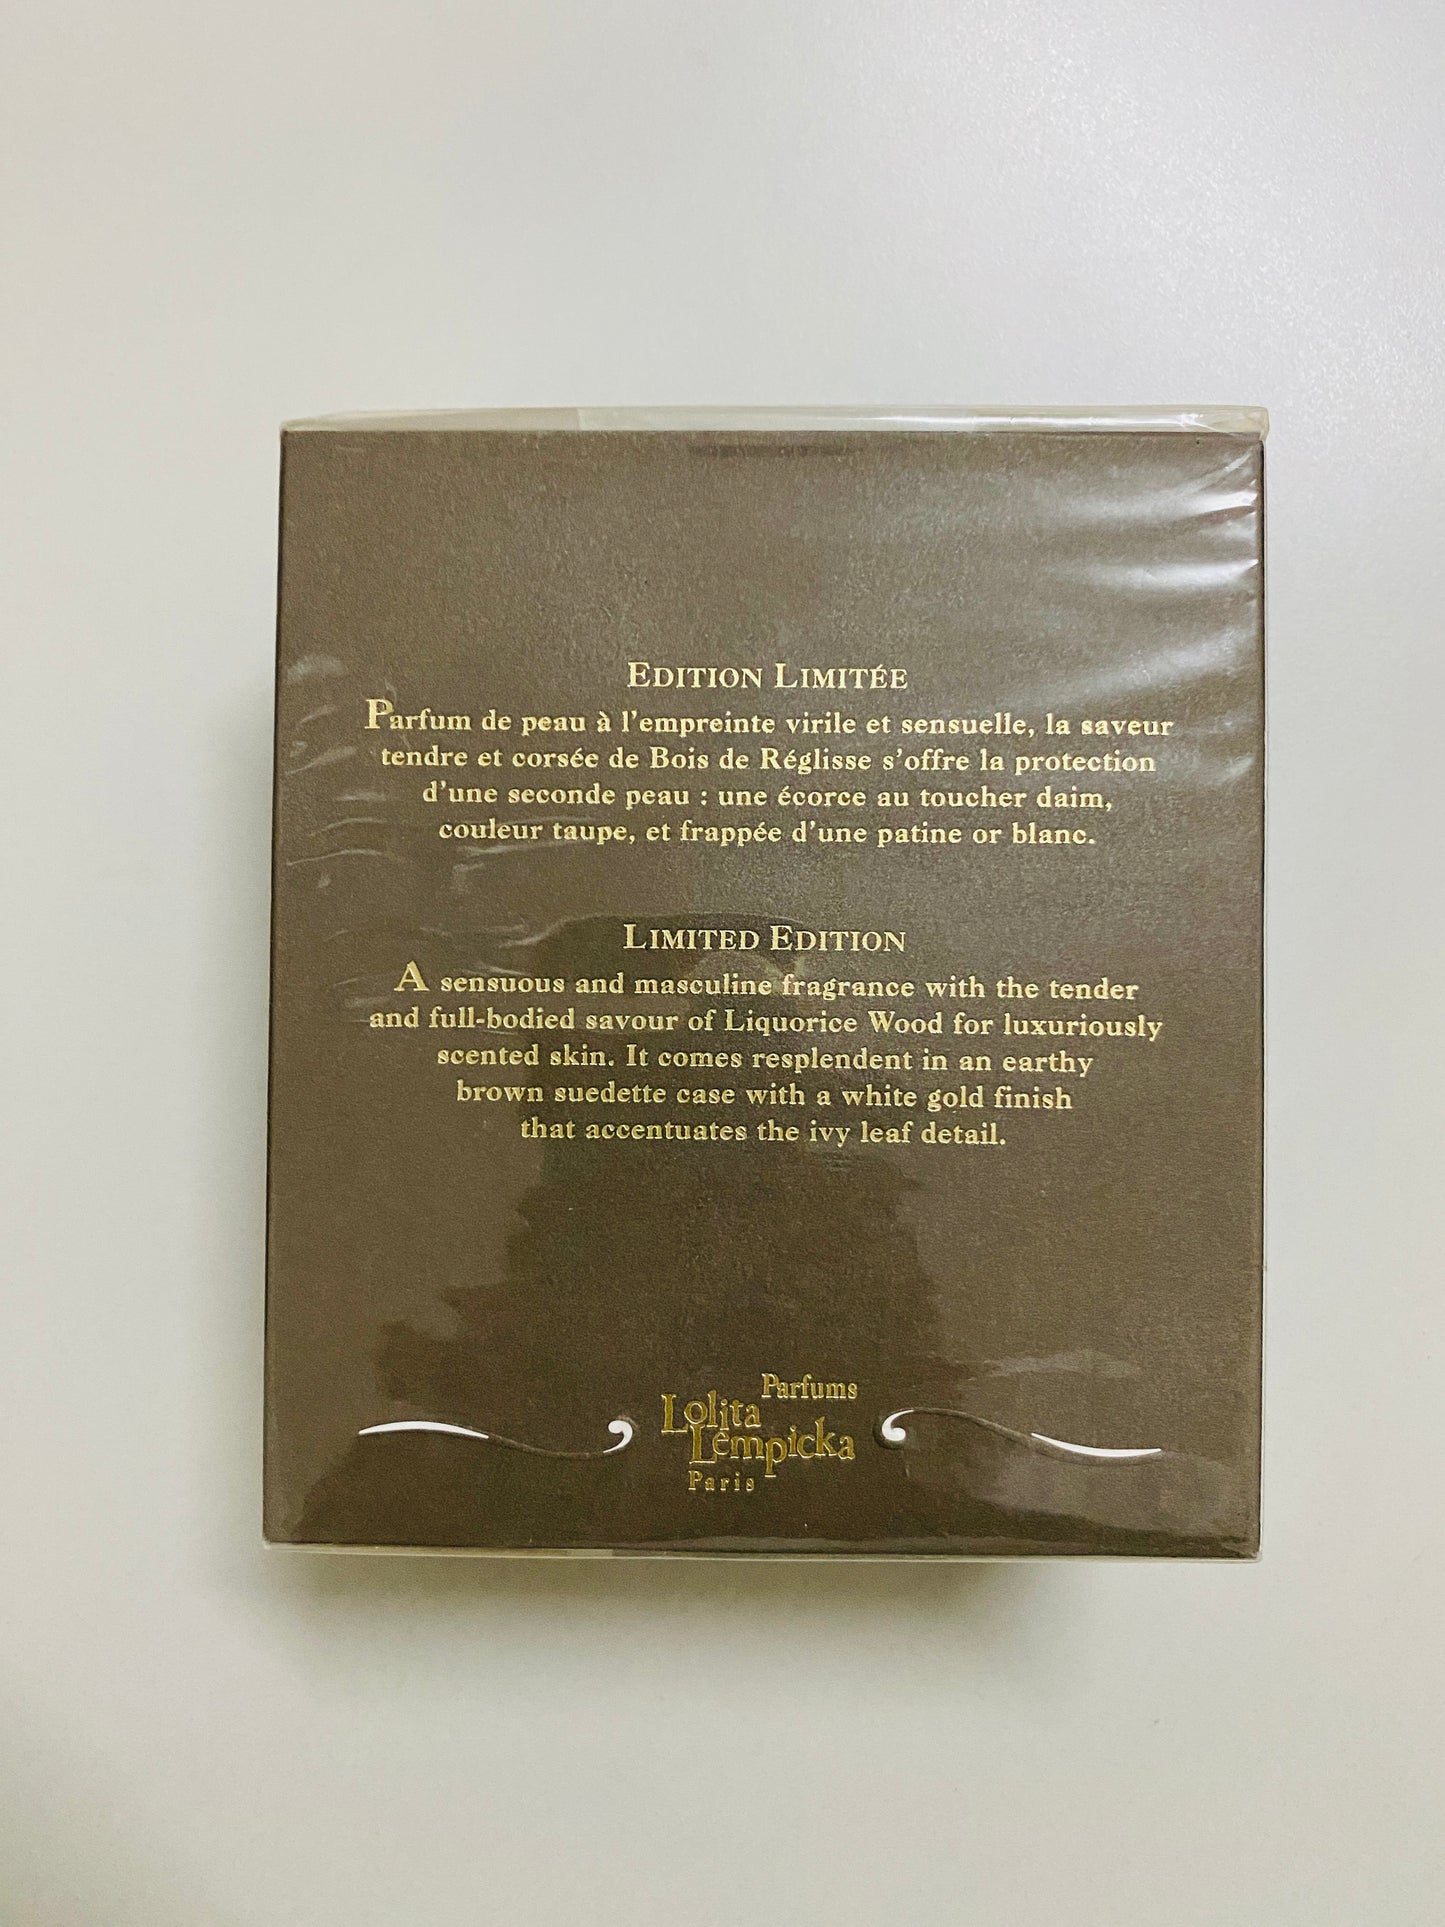 EDITION LIMITÉE
Parfum de peau à l'empreinte virile et sensuelle, la saveur
tendre et corsée de Bois de Réglisse s'offre la protection
d'une seconde peau : une écorce au toucher daim,
couleur taupe, et frappée d'une patine or blanc.
LIMITED EDITION
A sensuous and masculine fragrance with the tender
and full-bodied savour of Liquorice Wood for luxuriously
scented skin. It comes resplendent in an earthy
brown suedette case with a white gold finish
that accentuates the ivy leaf detail.
Parfums
Lolita
Lempicka
Paris